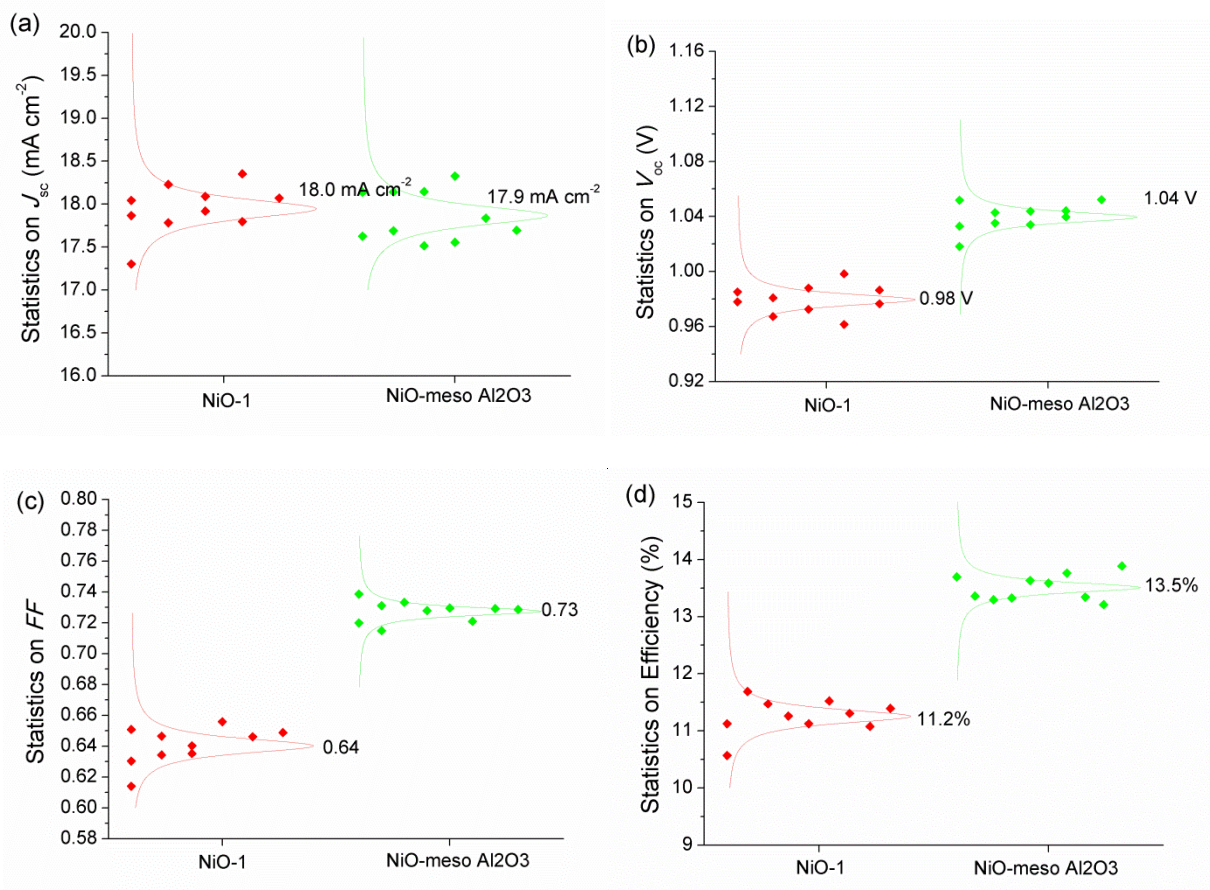 (a)
Statistics on Jsc (mA cm-2)
20.0
19.5
19.0
18.5
18.0
17.5
17.0
16.5
16.0
18.0 mA cm-2
17.9 mA cm-2
NiO-1
NiO-meso Al2O3
(b)
Statistics on Voc (V)
1.16
1.12
1.08
1.04
1.00
0.96
0.92
0.98 V
1.04 V
NiO-1
NiO-meso Al2O3
(c)
Statistics on FF
0.80
0.78
0.76
0.74
0.72
0.70
0.68
0.66
0.64
0.62
0.60
0.58
0.64
0.73
NiO-1
NiO-meso Al2O3
(d)
Statistics on Efficiency (%)
15
14
13
12
11
10
9
11.2%
13.5%
NiO-1
NiO-meso Al2O3